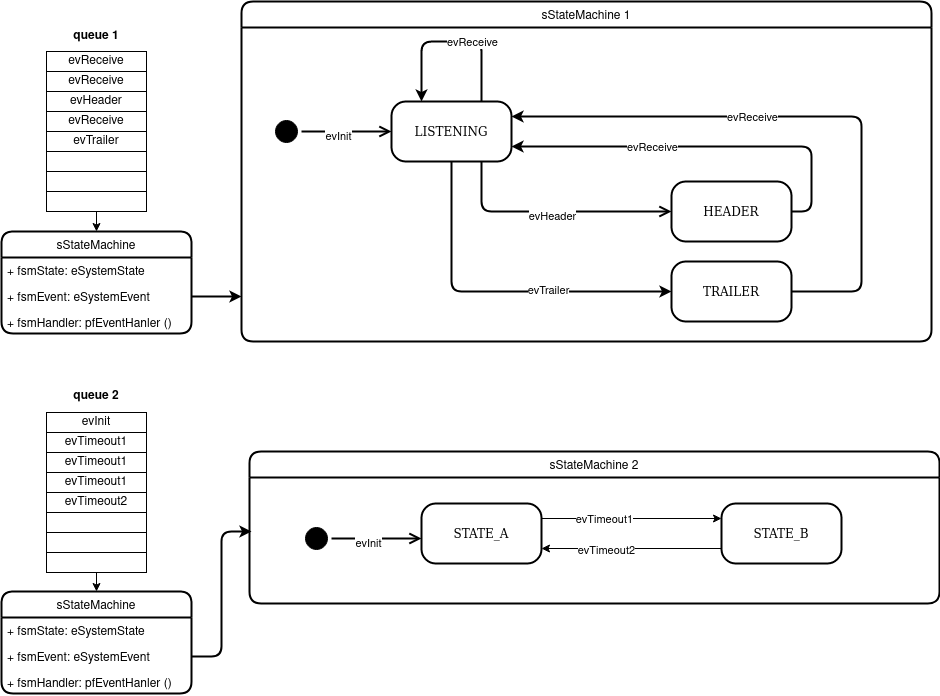 sStateMachine 1
queue 1
evReceive
evReceive
evHeader
evReceive
evTrailer
sStateMachine
+ fsmState: eSystemState
+ fsmEvent: eSystemEvent
+ fsmHandler: pfEventHanler ()
evReceive
evInit
LISTENING
evReceive
evReceive
evHeader
HEADER
evTrailer
TRAILER
queue 2
evInit
evTimeout1
evTimeout1
evTimeout1
evTimeout2
sStateMachine
+ fsmState: eSystemState
+ fsmEvent: eSystemEvent
+ fsmHandler: pfEventHanler ()
sStateMachine 2
evInit
STATE_A
evTimeout1
evTimeout2
STATE_B